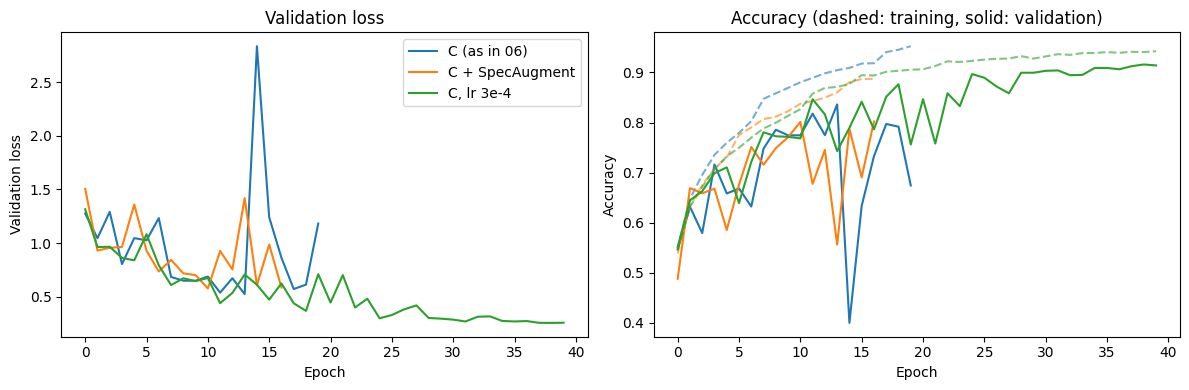 Validation loss
Validation loss
2.5
2.0
1.5
1.0
0.5
C (as in 06)
C + SpecAugment
C, lr 3e-4
0 5 10 15 20 25 30 35 40
Epoch
Accuracy (dashed: training, solid: validation)
Accuracy
0.9
0.8
0.7
0.6
0.5
0.4
0 5 10 15 20 25 30 35 40
Epoch